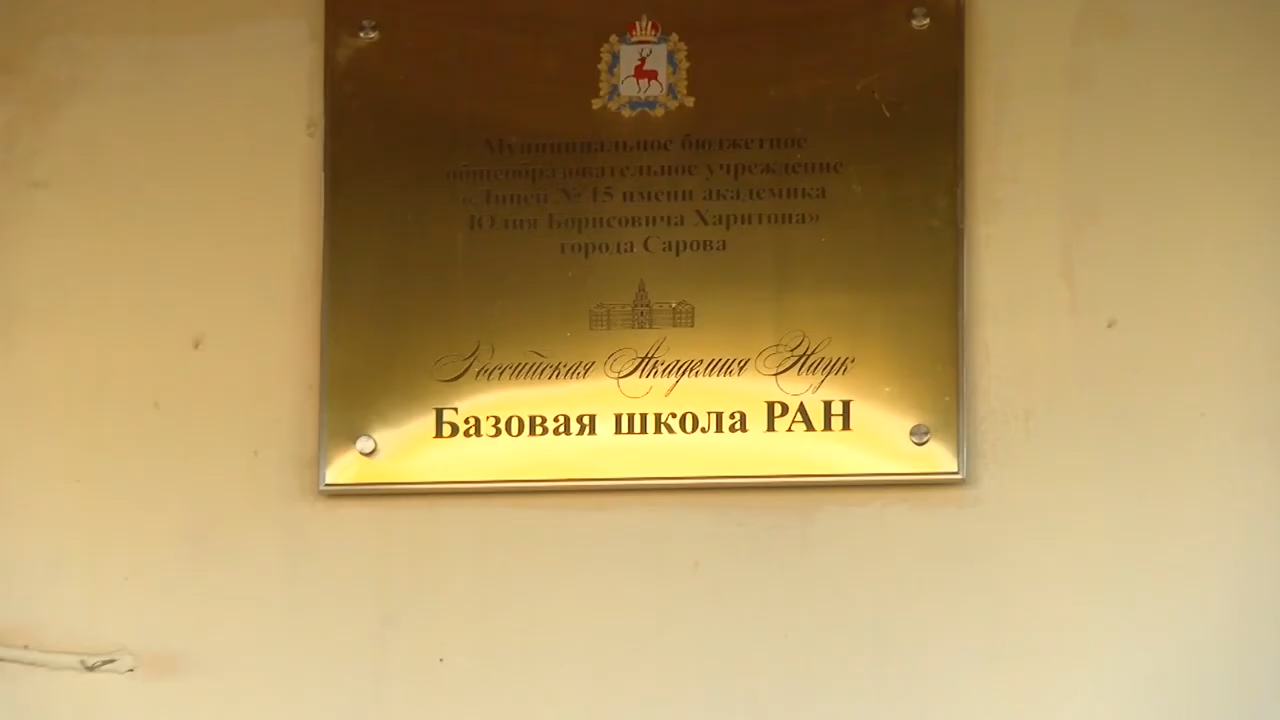 Муниципальное бюджетное
общеобразовательное учреждение
«Лицей № 15 имени академика
Юлия Борисовича Харитона»
города Сарова
Российская Академия Наук
Базовая школа РАН